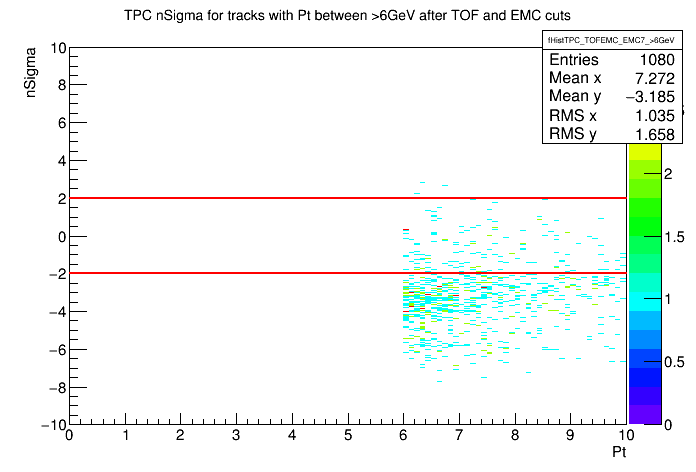 TPC nSigma for tracks with Pt between >6GeV after TOF and EMC cuts
fHistTPC_TOFEMC_EMC7_>6GeV
Entries 1080
Mean x 7.272
Mean y −3.185
RMS x 1.035
RMS y 1.658
nSigma
10
8
6
4
2
0
−2
−4
−6
−8
−10
0 1 2 3 4 5 6 7 8 9 10
Pt
2
1.5
1
0.5
0